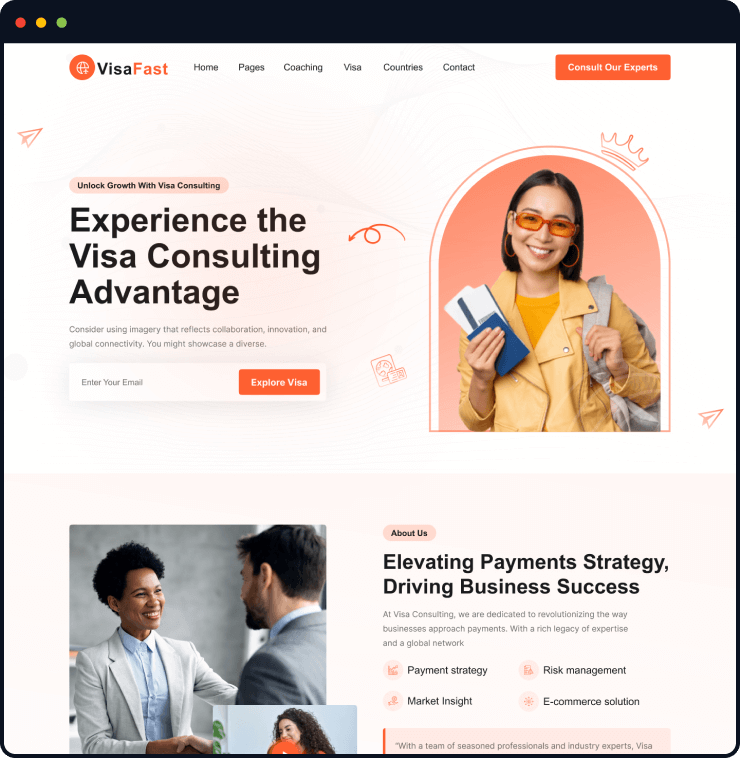 VisaFast
Home Pages Coaching Visa Countries Contact
Consult Our Experts
Unlock Growth With Visa Consulting
Experience the
Visa Consulting
Advantage
Consider using imagery that reflects collaboration, innovation, and
global connectivity. You might showcase a diverse.
Enter Your Email
Explore Visa
About Us
Elevating Payments Strategy,
Driving Business Success
At Visa Consulting, we are dedicated to revolutionizing the way
businesses approach payments. With a rich legacy of expertise
and a global network
Payment strategy
Risk management
Market Insight
E-commerce solution
"With a team of seasoned professionals and industry experts, Visa